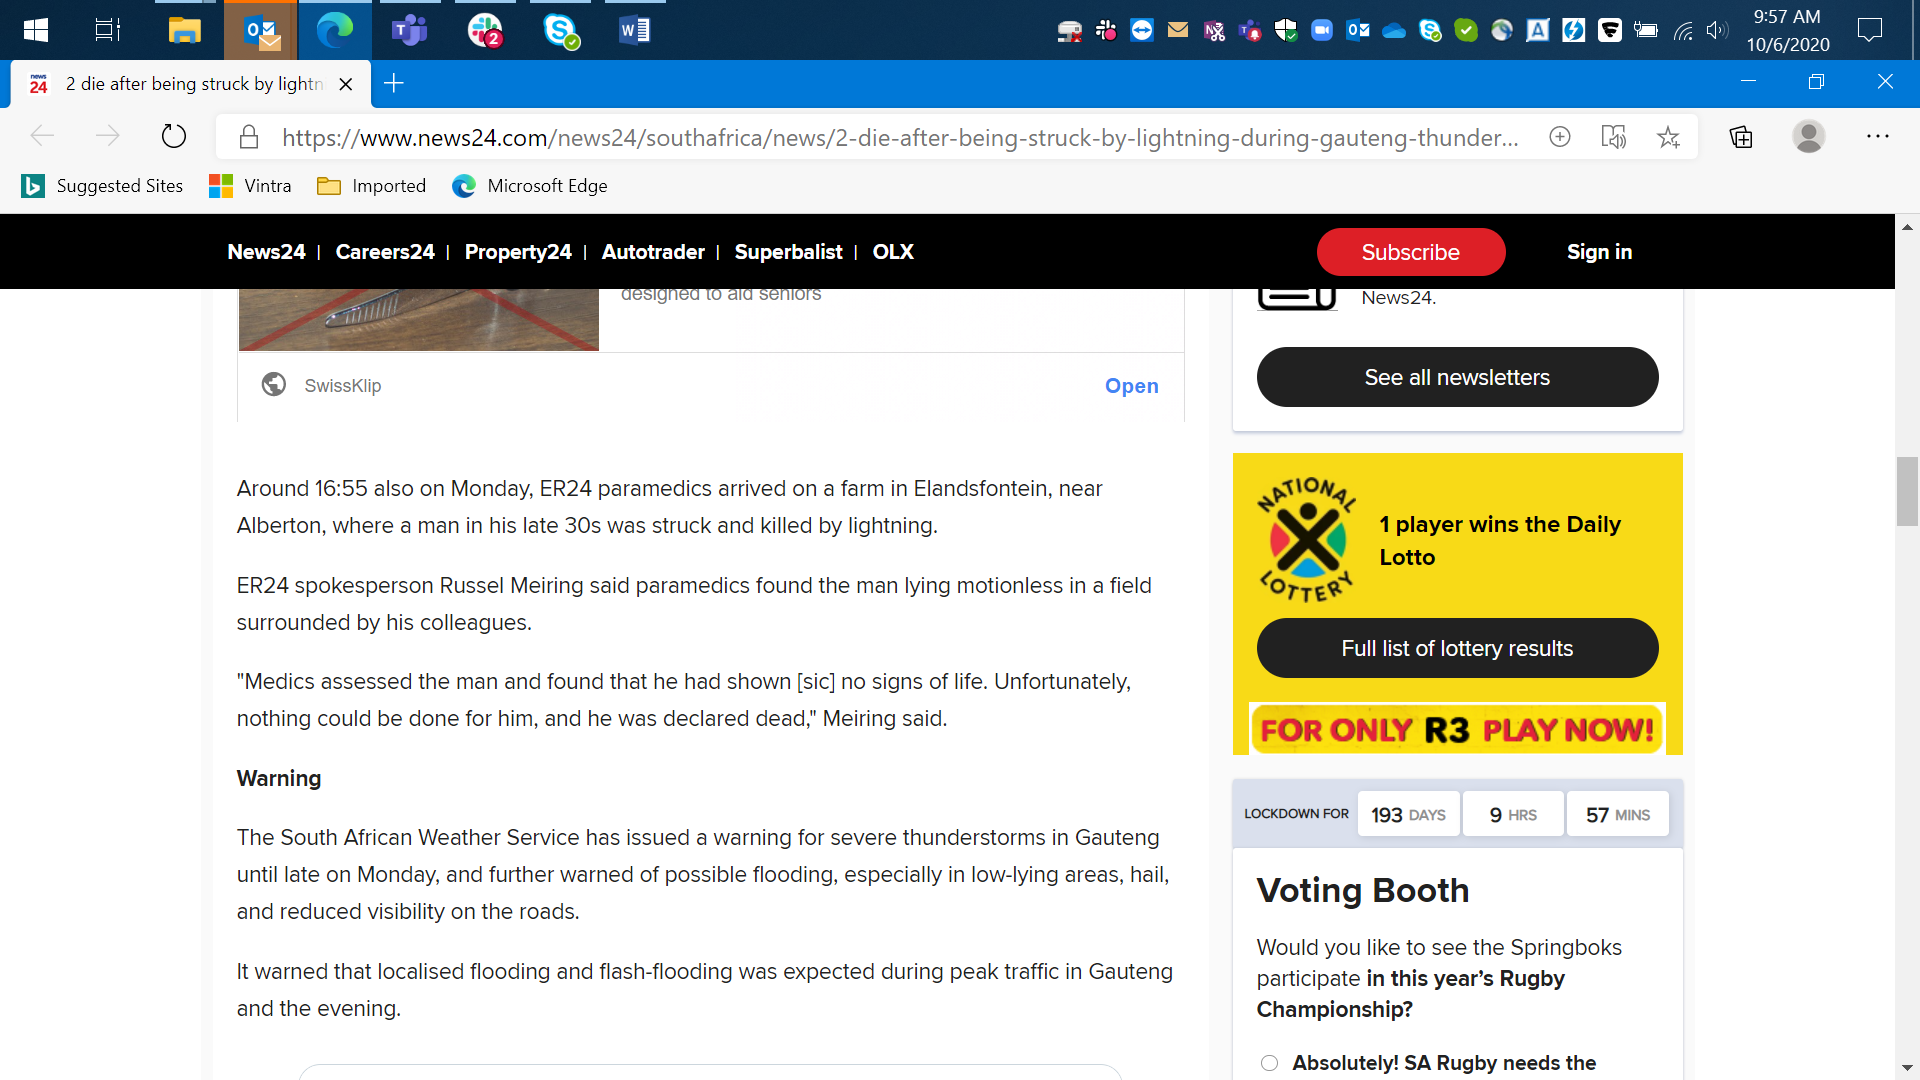 9:57 AM
10/6/2020
2
news
24
2 die after being struck by lightn
https://www.news24.com/news24/southafrica/news/2-die-after-being-struck-by-lightning-during-gauteng-thunder...
Suggested Sites
Vintra
Imported
Microsoft Edge
News24 | Careers24 | Property24 | Autotrader | Superbalist | OLX
Subscribe
Sign in
designed to aid seniors
SwissKlip
Open
Around 16:55 also on Monday, ER24 paramedics arrived on a farm in Elandsfontein, near
Alberton, where a man in his late 30s was struck and killed by lightning.
ER24 spokesperson Russel Meiring said paramedics found the man lying motionless in a field
surrounded by his colleagues.
"Medics assessed the man and found that he had shown [sic] no signs of life. Unfortunately,
nothing could be done for him, and he was declared dead," Meiring said.
Warning
The South African Weather Service has issued a warning for severe thunderstorms in Gauteng
until late on Monday, and further warned of possible flooding, especially in low-lying areas, hail,
and reduced visibility on the roads.
It warned that localised flooding and flash-flooding was expected during peak traffic in Gauteng
and the evening.
News24.
See all newsletters
NATIONAL
LOTTERY
1 player wins the Daily
Lotto
Full list of lottery results
FOR ONLY R3 PLAY NOW!
LOCKDOWN FOR 193 DAYS 9 HRS 57 MINS
Voting Booth
Would you like to see the Springboks
participate in this year’s Rugby
Championship?
Absolutely! SA Rugby needs the